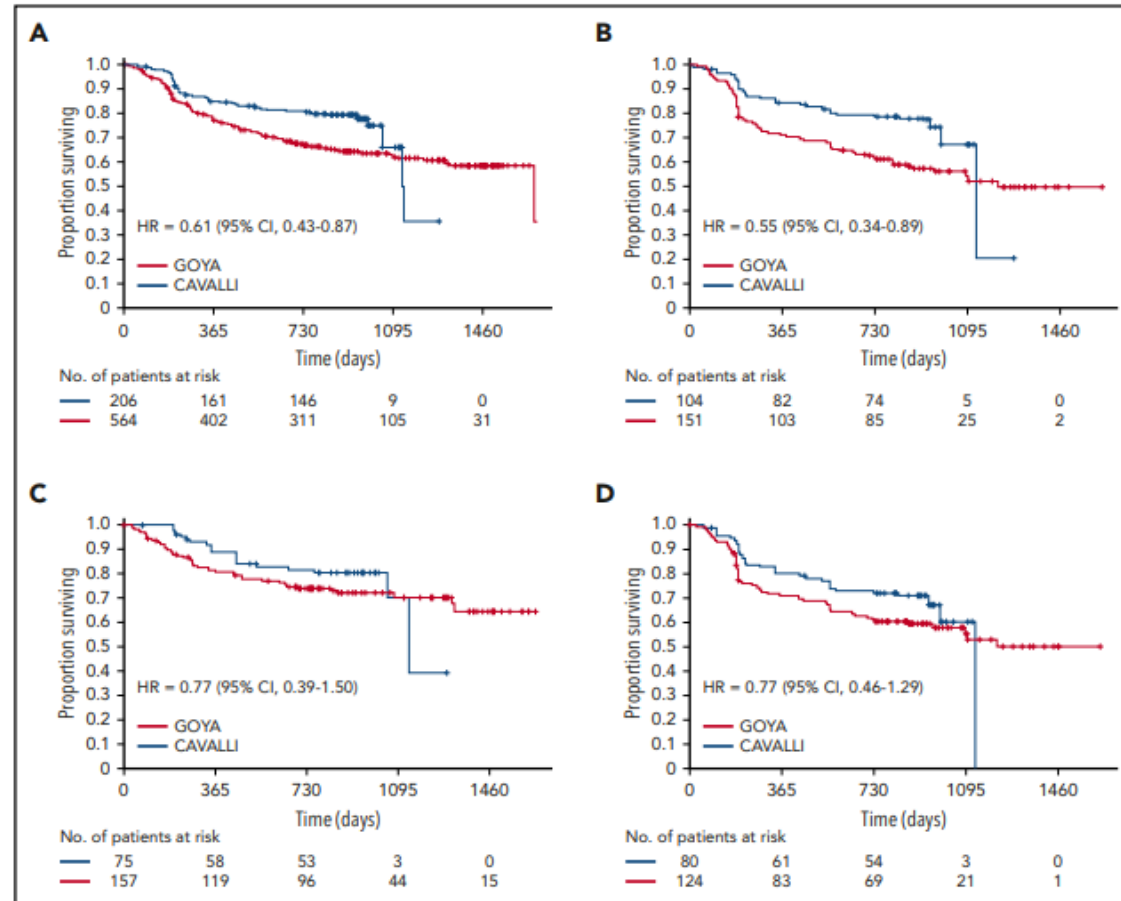 A
1.0
0.9
0.8
0.7
0.6
0.5
0.4
0.3
0.2
0.1
0
Proportion surviving
HR = 0.61 (95% CI, 0.43-0.87)
GOYA
CAVALLI
0 365 730 1095 1460
Time (days)
No. of patients at risk
206 161 146 9 0
564 402 311 105 31
B
1.0
0.9
0.8
0.7
0.6
0.5
0.4
0.3
0.2
0.1
0
Proportion surviving
HR = 0.55 (95% CI, 0.34-0.89)
GOYA
CAVALLI
0 365 730 1095 1460
Time (days)
No. of patients at risk
104 82 74 5 0
151 103 85 25 2
C
1.0
0.9
0.8
0.7
0.6
0.5
0.4
0.3
0.2
0.1
0
Proportion surviving
HR = 0.77 (95% CI, 0.39-1.50)
GOYA
CAVALLI
0 365 730 1095 1460
Time (days)
No. of patients at risk
75 58 53 3 0
157 119 96 44 15
D
1.0
0.9
0.8
0.7
0.6
0.5
0.4
0.3
0.2
0.1
0
Proportion surviving
HR = 0.77 (95% CI, 0.46-1.29)
GOYA
CAVALLI
0 365 730 1095 1460
Time (days)
No. of patients at risk
80 61 54 3 0
124 83 69 21 1